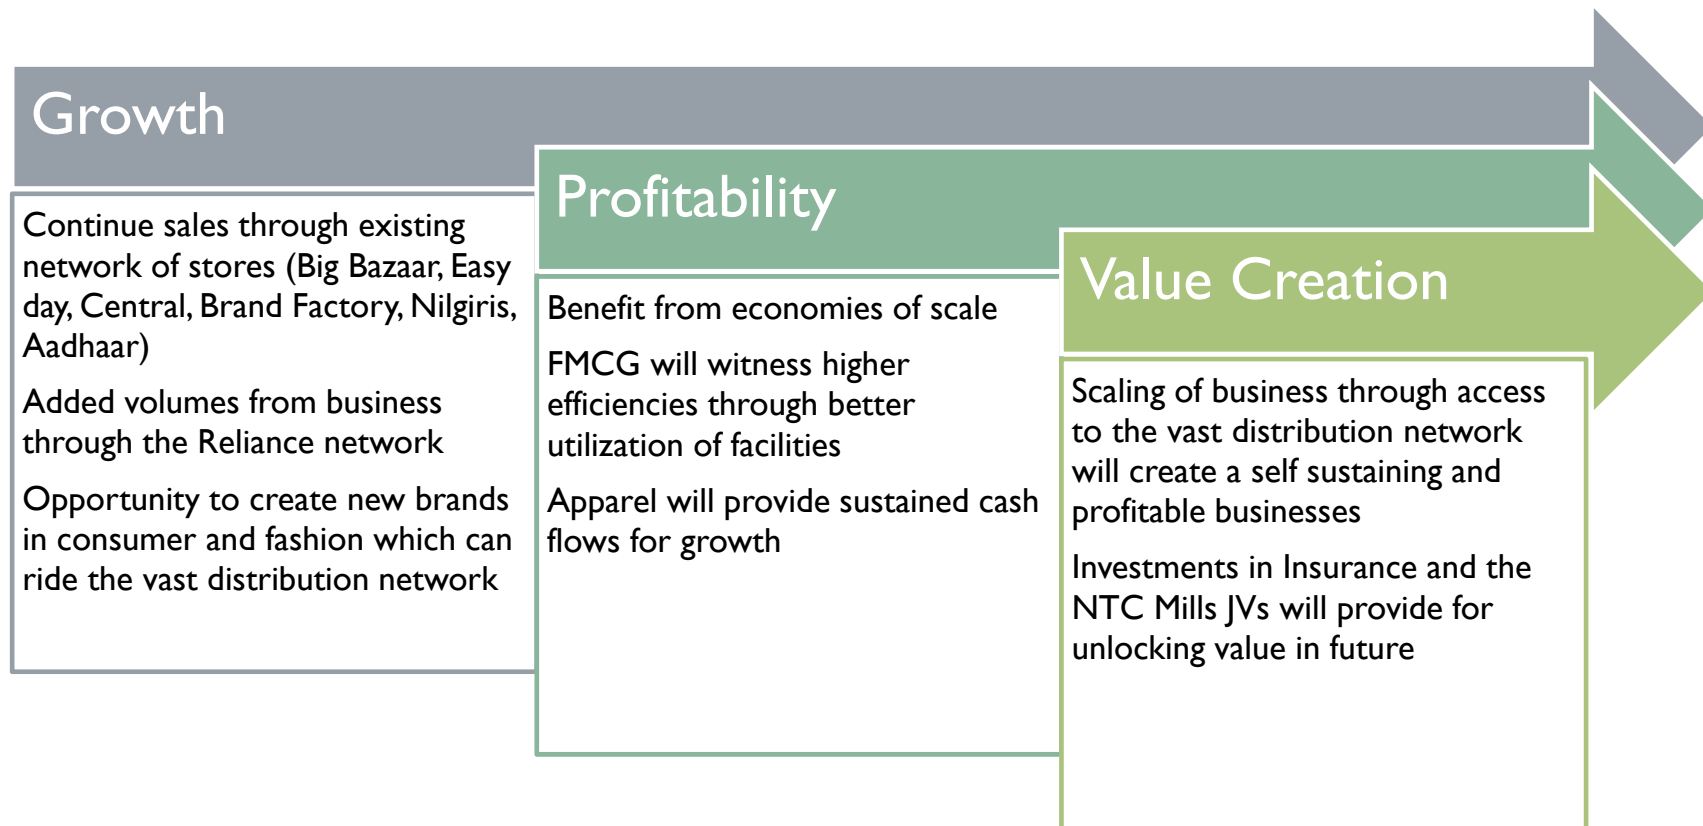 Growth
Continue sales through existing
network of stores (Big Bazaar, Easy
day, Central, Brand Factory, Nilgiris,
Aadhaar)
Added volumes from business
through the Reliance network
Opportunity to create new brands
in consumer and fashion which can
ride the vast distribution network
Profitability
Benefit from economies of scale
FMCG will witness higher
efficiencies through better
utilization of facilities
Apparel will provide sustained cash
flows for growth
Value Creation
Scaling of business through access
to the vast distribution network
will create a self sustaining and
profitable businesses
Investments in Insurance and the
NTC Mills JVs will provide for
unlocking value in future